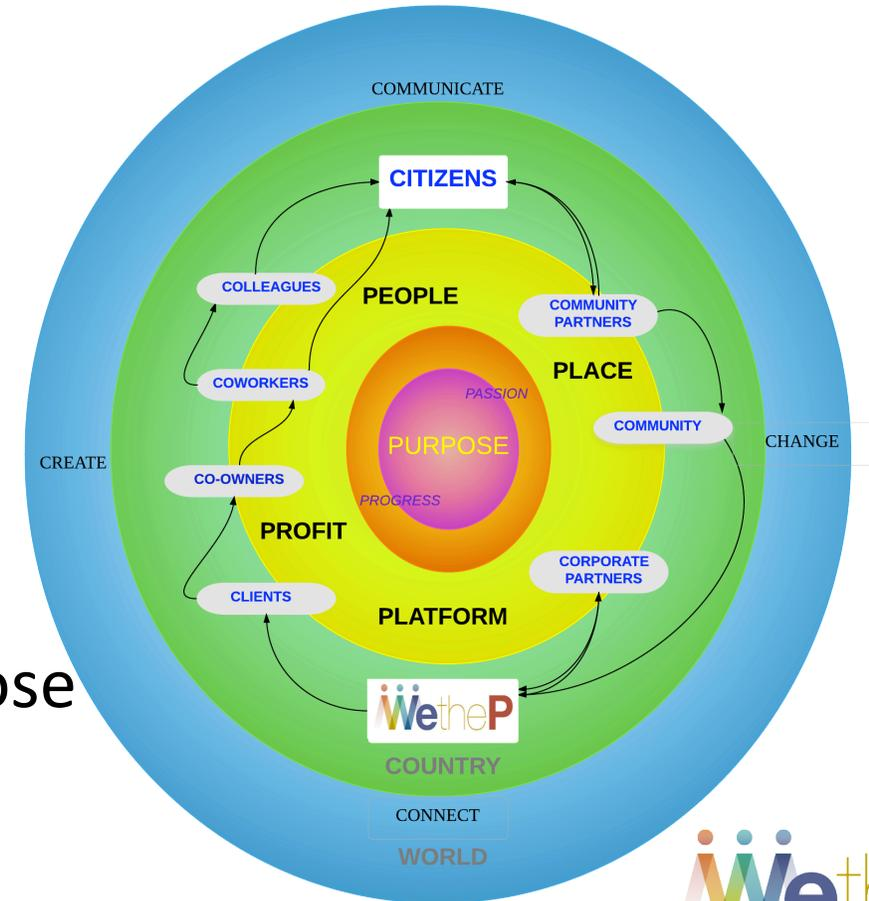 COMMUNICATE
CITIZENS
COLLEAGUES
PEOPLE
COMMUNITY
PARTNERS
PLACE
COWORKERS
PASSION
COMMUNITY
PURPOSE
CHANGE
CREATE
CO-OWNERS
PROGRESS
PROFIT
CORPORATE
PARTNERS
CLIENTS
PLATFORM
ose
WetheP
COUNTRY
CONNECT
WORLD
Weth